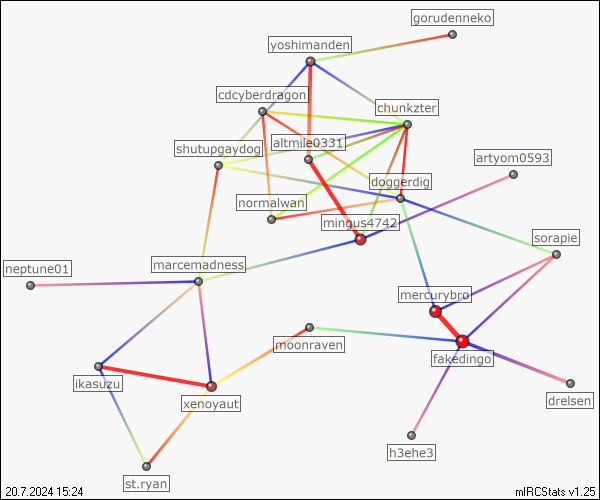 gorudenneko
yoshimanden
cdcyberdragon
chunkzter
altmile0331
shutupgaydog
artyom0593
doggerdig
normalwan
mingus4742
sorapie
neptune01
marcemadness
mercurybro
moonraven
fakedingo
ikasuzu
xenoyaut
drelsen
h3ehe3
st.ryan
20.7.2024 15:24
mIRCStats v1.25